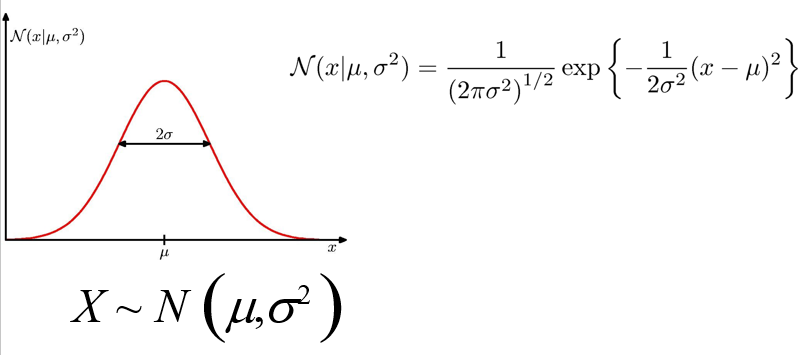 𝒩(x|μ, σ²)
𝒩(x|μ, σ²) = 1/(2πσ²)^{1/2} exp{−1/(2σ²)(x − μ)²}
2σ
μ
x
X ~ N(μ,σ²)